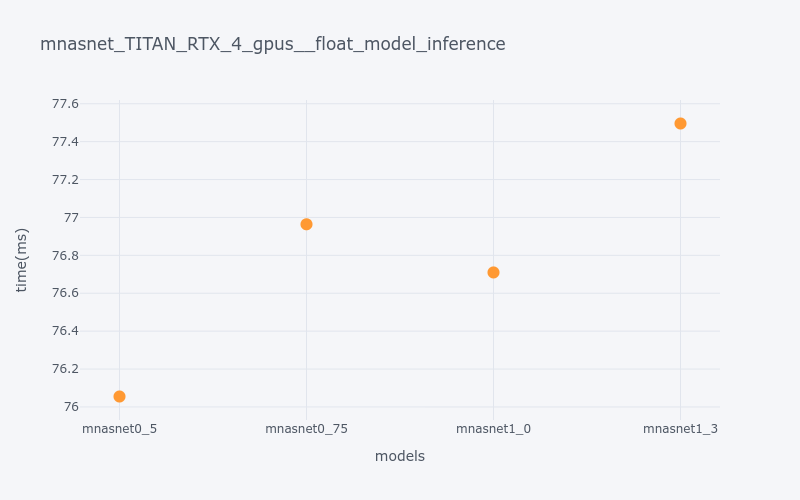 mnasnet_TITAN_RTX_4_gpus__float_model_inference
77.6
77.4
77.2
77
76.8
76.6
76.4
76.2
76
time(ms)
mnasnet0_5
mnasnet0_75
mnasnet1_0
mnasnet1_3
models